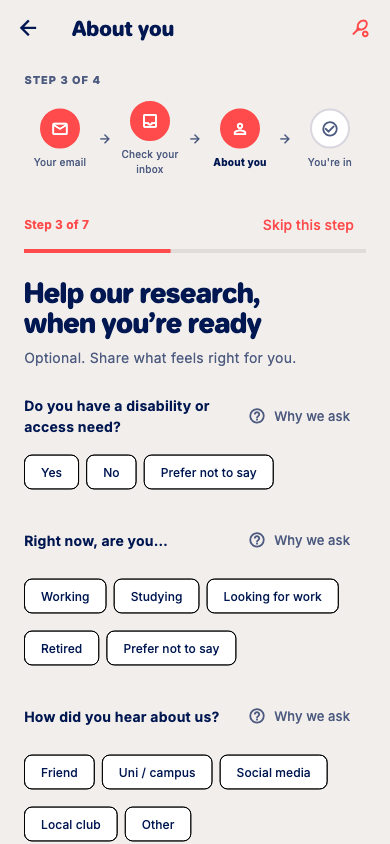 About you
STEP 3 OF 4
Your email
Check your
inbox
About you
You're in
Step 3 of 7
Skip this step
Help our research,
when you’re ready
Optional. Share what feels right for you.
Do you have a disability or
access need?
Why we ask
Yes
No
Prefer not to say
Right now, are you...
Why we ask
Working
Studying
Looking for work
Retired
Prefer not to say
How did you hear about us?
Why we ask
Friend
Uni / campus
Social media
Local club
Other